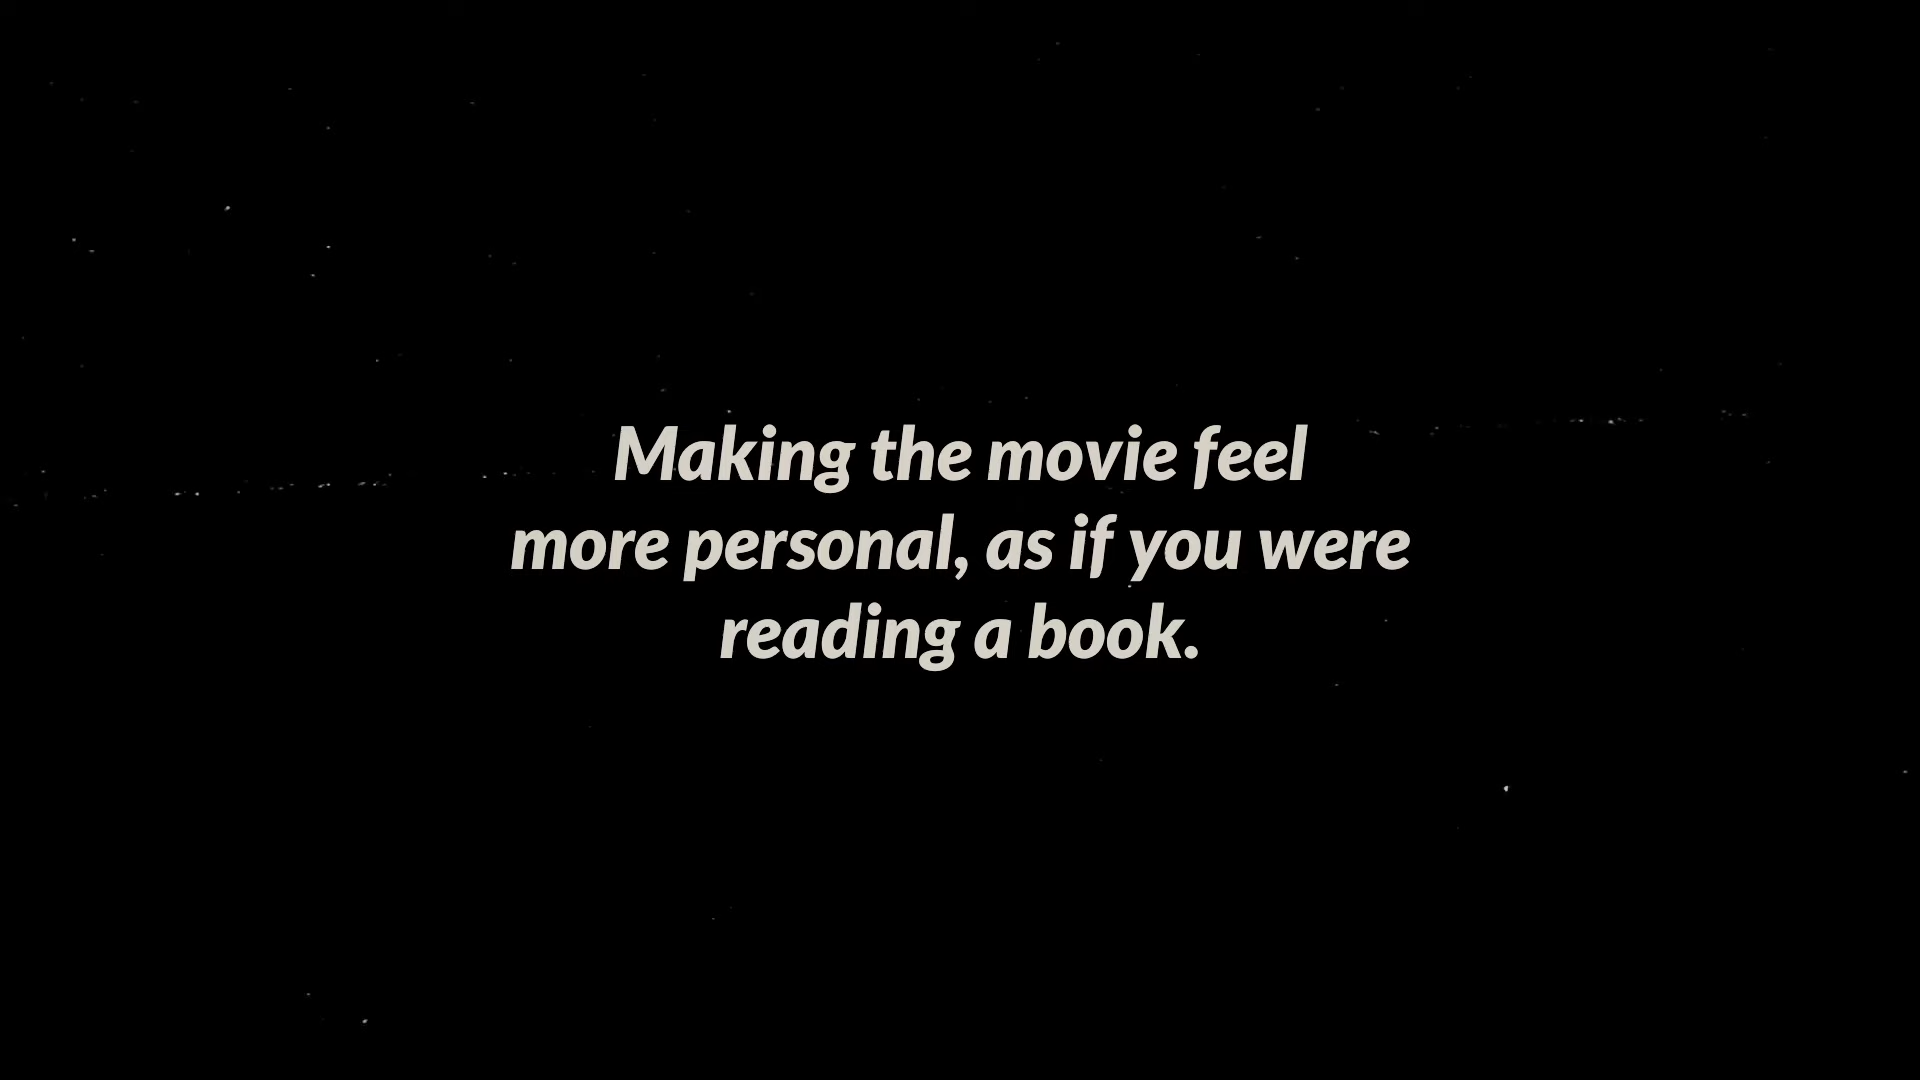 Making the movie feel
more personal, as if you were
reading a book.